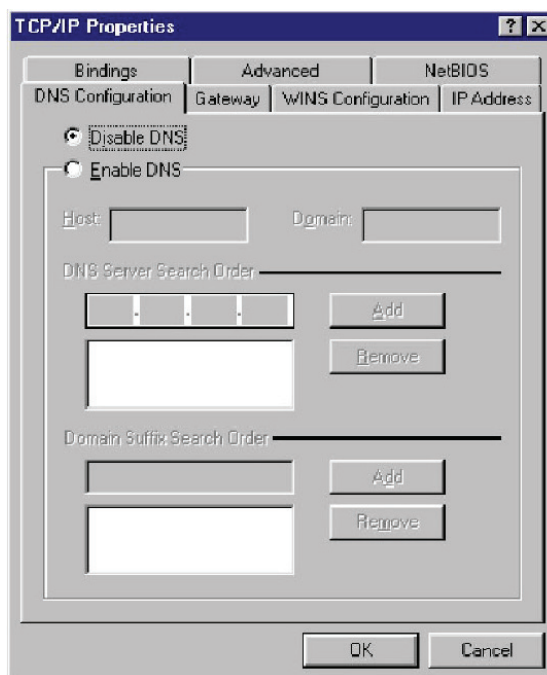 TCP/IP Properties
? X
Bindings Advanced NetBIOS
DNS Configuration Gateway WINS Configuration IP Address
Disable DNS
Enable DNS
Host: Domain:
DNS Server Search Order
. . .
Add
Remove
Domain Suffix Search Order
Add
Remove
OK Cancel